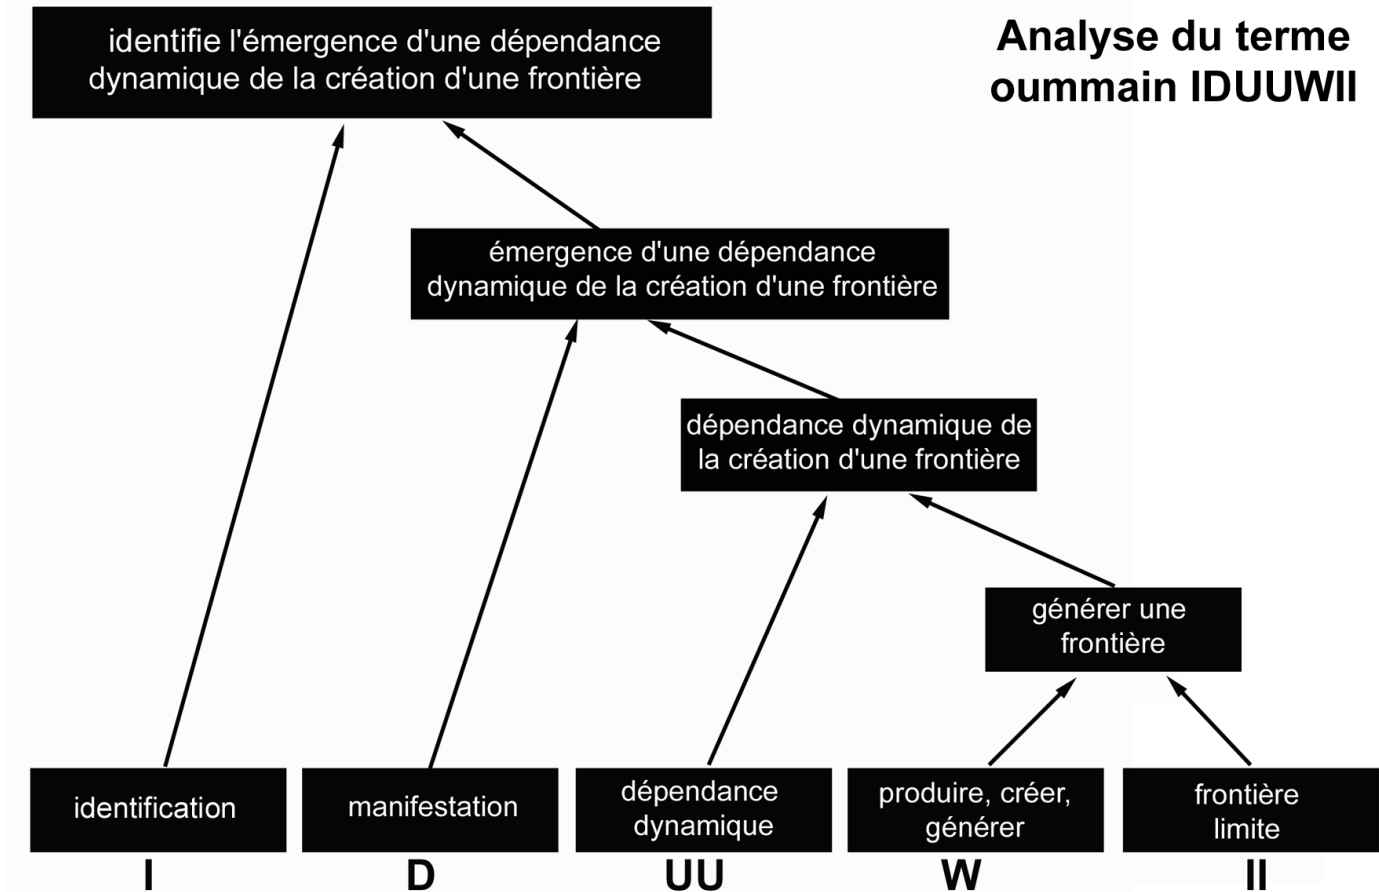 Analyse du terme
oummain IDUUWII
identifie l'émergence d'une dépendance
dynamique de la création d'une frontière
émergence d'une dépendance
dynamique de la création d'une frontière
dépendance dynamique de
la création d'une frontière
générer une
frontière
identification
manifestation
dépendance
dynamique
produire, créer,
générer
frontière
limite
I
D
UU
W
II